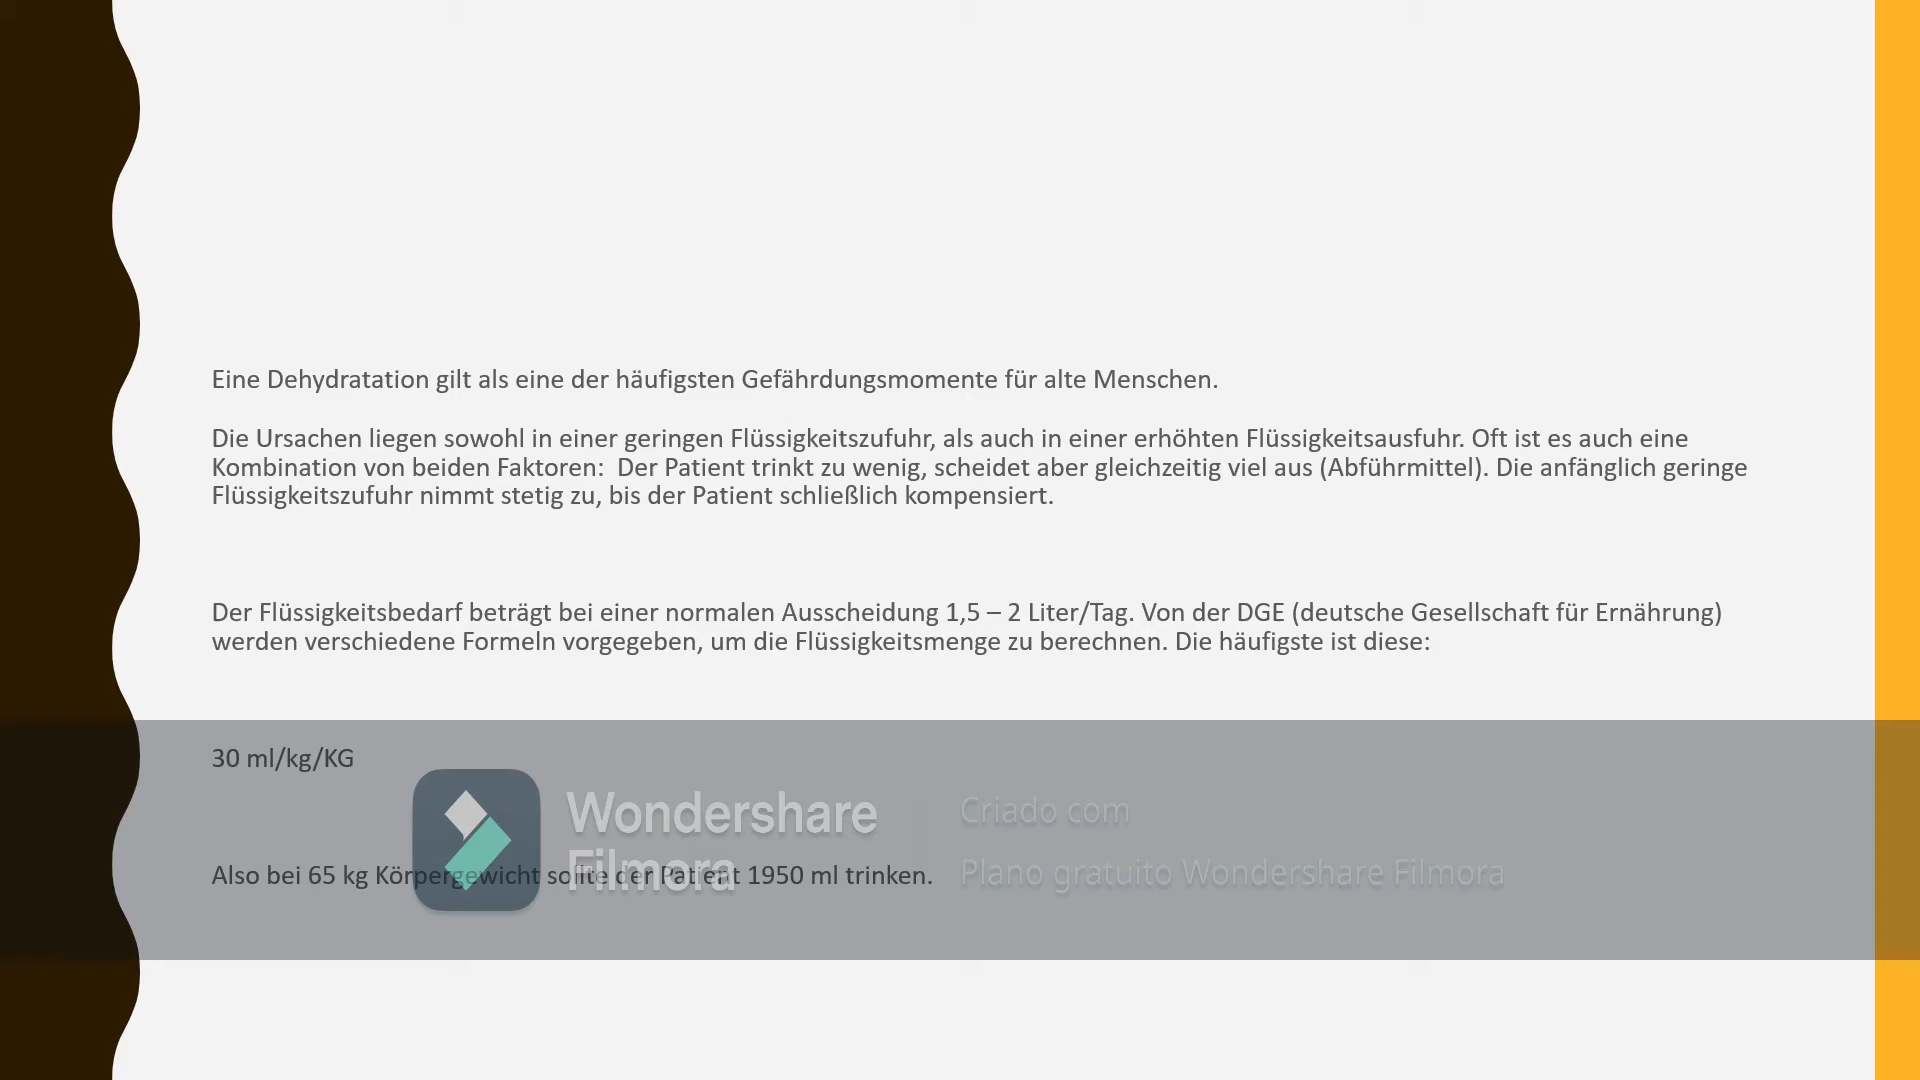 Eine Dehydratation gilt als eine der häufigsten Gefährdungsmomente für alte Menschen.
Die Ursachen liegen sowohl in einer geringen Flüssigkeitszufuhr, als auch in einer erhöhten Flüssigkeitsausfuhr. Oft ist es auch eine
Kombination von beiden Faktoren:  Der Patient trinkt zu wenig, scheidet aber gleichzeitig viel aus (Abführmittel). Die anfänglich geringe
Flüssigkeitszufuhr nimmt stetig zu, bis der Patient schließlich kompensiert.
Der Flüssigkeitsbedarf beträgt bei einer normalen Ausscheidung 1,5 – 2 Liter/Tag. Von der DGE (deutsche Gesellschaft für Ernährung)
werden verschiedene Formeln vorgegeben, um die Flüssigkeitsmenge zu berechnen. Die häufigste ist diese:
30 ml/kg/KG
Also bei 65 kg Körpergewicht sollte der Patient 1950 ml trinken.
Wondershare
Filmora
Criado com
Plano gratuito Wondershare Filmora